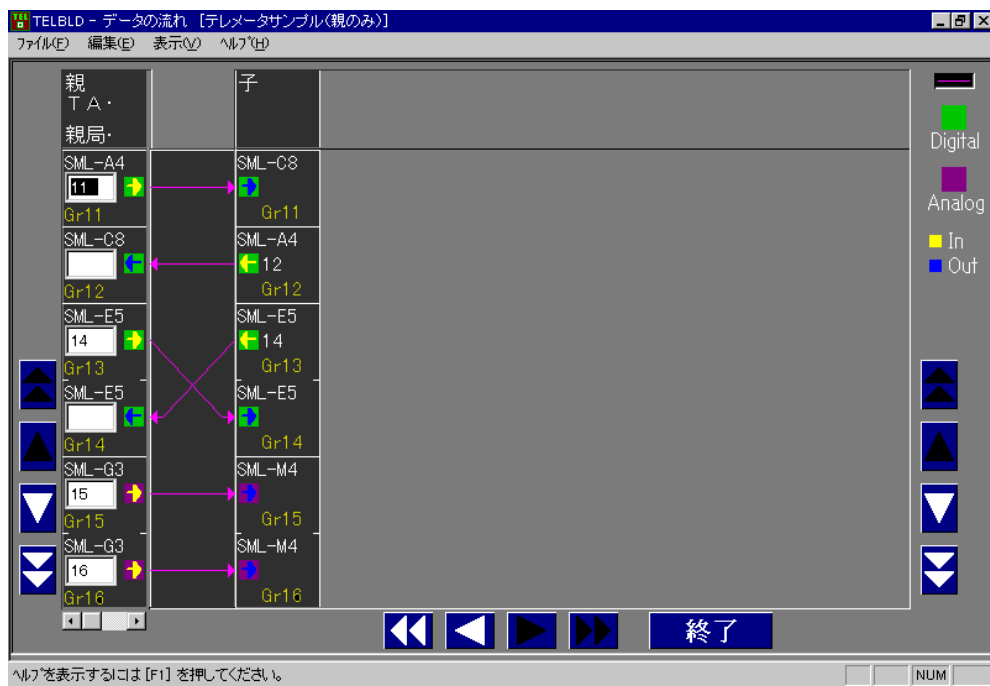 TELBLD - データの流れ [テレメータサンプル(親のみ)]
ファイル(F) 編集(E) 表示(V) ヘルプ(H)
親
TA・
親局・
子
SML-A4
11
Gr11
SML-C8
Gr11
SML-C8
Gr12
SML-A4
12
Gr12
SML-E5
14
Gr13
SML-E5
14
Gr13
SML-E5
Gr14
SML-E5
Gr14
SML-G3
15
Gr15
SML-M4
Gr15
SML-G3
16
Gr16
SML-M4
Gr16
Digital
Analog
In
Out
終了
ヘルプを表示するには [F1] を押してください。
NUM